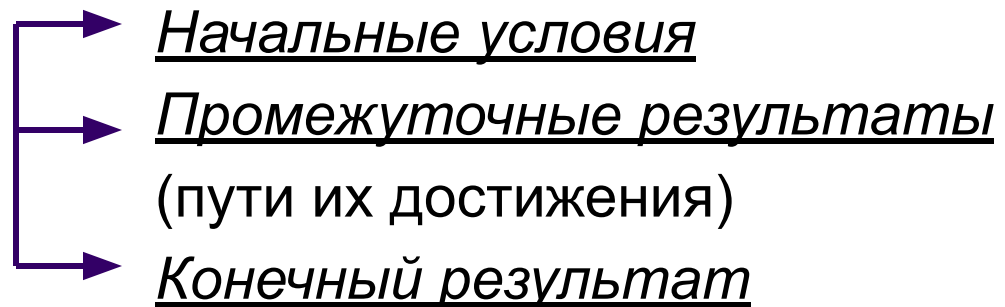 Начальные условия
Промежуточные результаты
(пути их достижения)
Конечный результат